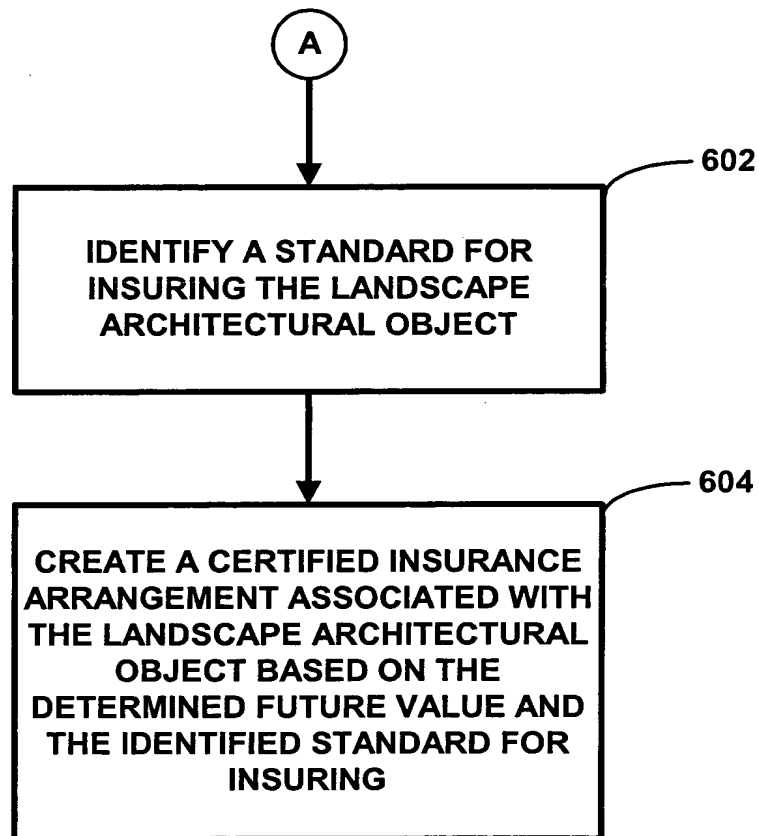 A
602
IDENTIFY A STANDARD FOR
INSURING THE LANDSCAPE
ARCHITECTURAL OBJECT
604
CREATE A CERTIFIED INSURANCE
ARRANGEMENT ASSOCIATED WITH
THE LANDSCAPE ARCHITECTURAL
OBJECT BASED ON THE
DETERMINED FUTURE VALUE AND
THE IDENTIFIED STANDARD FOR
INSURING